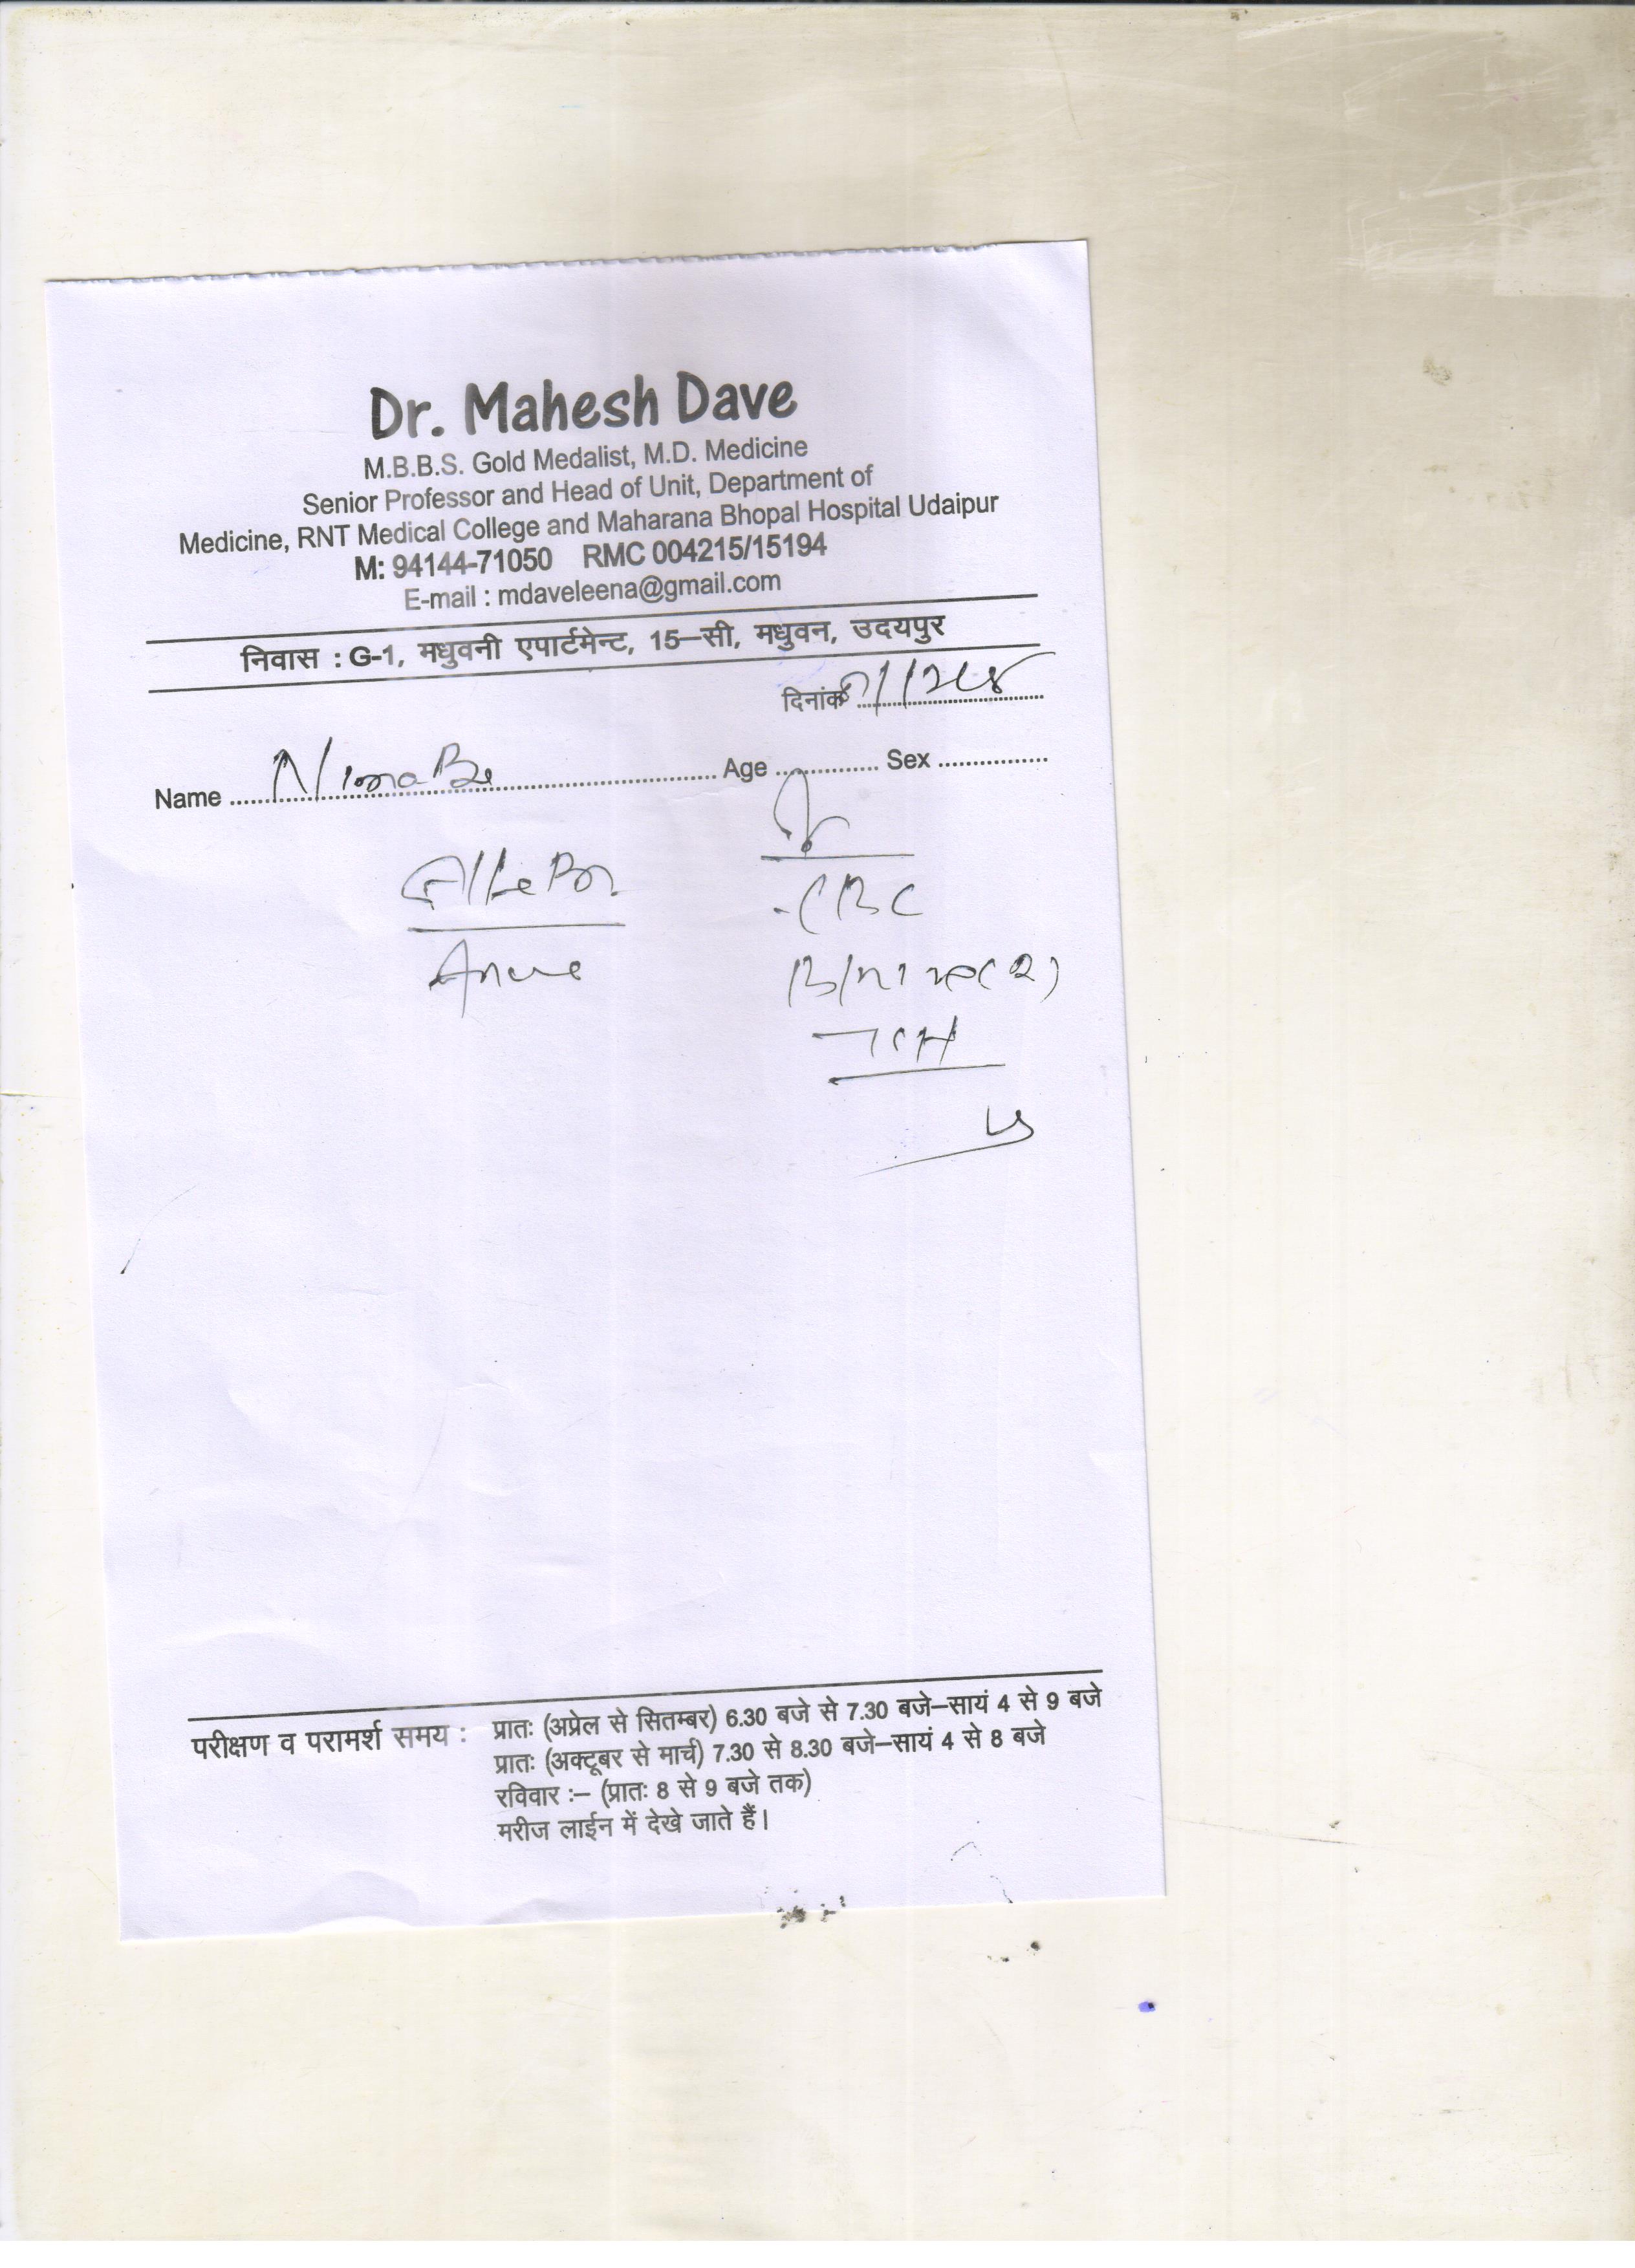 Dr. Mahesh Dave
M.B.B.S. Gold Medalist, M.D. Medicine
Senior Professor and Head of Unit, Department of
Medicine, RNT Medical College and Maharana Bhopal Hospital Udaipur
M: 94144-71050 RMC 004215/15194
E-mail : mdaveleena@gmail.com
निवास : G-1, मधुवनी एपार्टमेन्ट, 15–सी, मधुवन, उदयपुर
दिनांक
Name Age Sex
CBC
परीक्षण व परामर्श समय : प्रातः (अप्रेल से सितम्बर) 6.30 बजे से 7.30 बजे–सायं 4 से 9 बजे
प्रातः (अक्टूबर से मार्च) 7.30 से 8.30 बजे–सायं 4 से 8 बजे
रविवार :– (प्रातः 8 से 9 बजे तक)
मरीज लाईन में देखे जाते हैं।